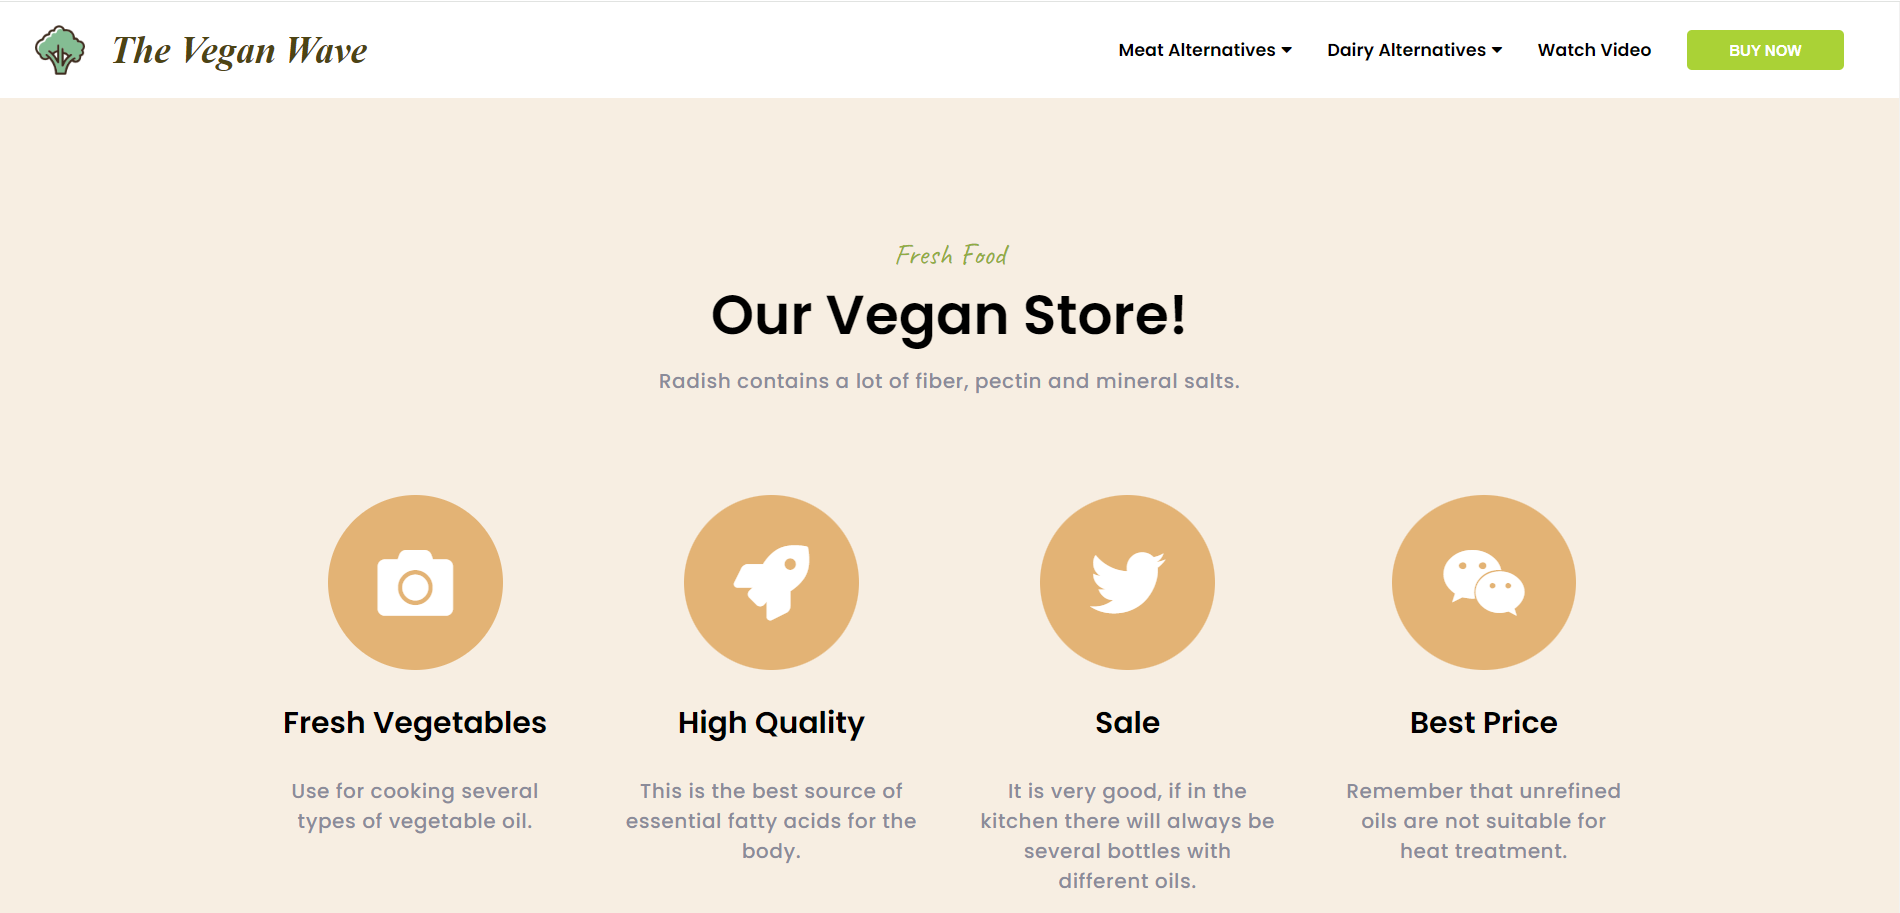 The Vegan Wave
Meat Alternatives
Dairy Alternatives
Watch Video
BUY NOW
Fresh Food
Our Vegan Store!
Radish contains a lot of fiber, pectin and mineral salts.
Fresh Vegetables
Use for cooking several
types of vegetable oil.
High Quality
This is the best source of
essential fatty acids for the
body.
Sale
It is very good, if in the
kitchen there will always be
several bottles with
different oils.
Best Price
Remember that unrefined
oils are not suitable for
heat treatment.